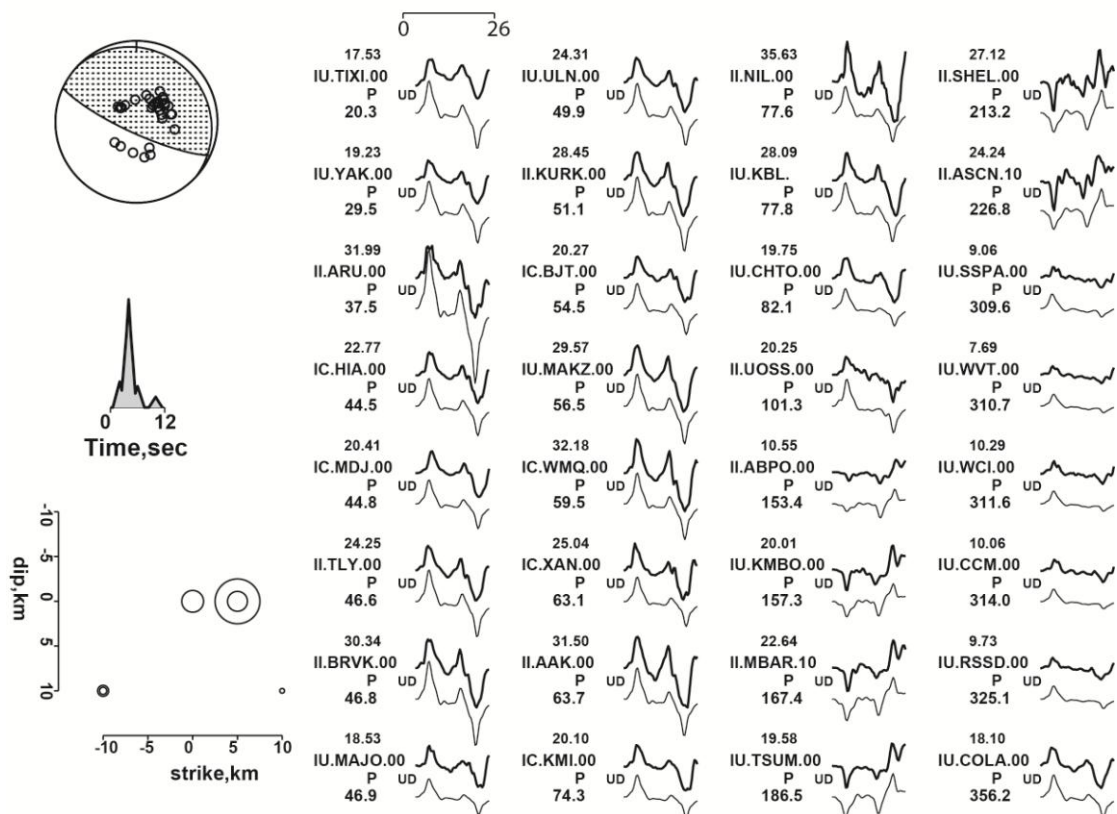 0 26
17.53
IU.TIXI.00
P
UD
20.3
19.23
IU.YAK.00
P
UD
29.5
31.99
II.ARU.00
P
UD
37.5
22.77
IC.HIA.00
P
UD
44.5
20.41
IC.MDJ.00
P
UD
44.8
24.25
II.TLY.00
P
UD
46.6
30.34
II.BRVK.00
P
UD
46.8
18.53
IU.MAJO.00
P
UD
46.9
24.31
IU.ULN.00
P
UD
49.9
28.45
II.KURK.00
P
UD
51.1
20.27
IC.BJT.00
P
UD
54.5
29.57
IU.MAKZ.00
P
UD
56.5
32.18
IC.WMQ.00
P
UD
59.5
25.04
IC.XAN.00
P
UD
63.1
31.50
II.AAK.00
P
UD
63.7
20.10
IC.KMI.00
P
UD
74.3
35.63
II.NIL.00
P
UD
77.6
28.09
IU.KBL.
P
UD
77.8
19.75
IU.CHTO.00
P
UD
82.1
20.25
II.UOSS.00
P
UD
101.3
10.55
II.ABPO.00
P
UD
153.4
20.01
IU.KMBO.00
P
UD
157.3
22.64
II.MBAR.10
P
UD
167.4
19.58
IU.TSUM.00
P
UD
186.5
27.12
II.SHEL.00
P
UD
213.2
24.24
II.ASCN.10
P
UD
226.8
9.06
IU.SSPA.00
P
UD
309.6
7.69
IU.WVT.00
P
UD
310.7
10.29
IU.WCI.00
P
UD
311.6
10.06
IU.CCM.00
P
UD
314.0
9.73
IU.RSSD.00
P
UD
325.1
18.10
IU.COLA.00
P
UD
356.2
0 12
Time,sec
-10
-5
0
5
10
dip,km
-10 -5 0 5 10
strike,km